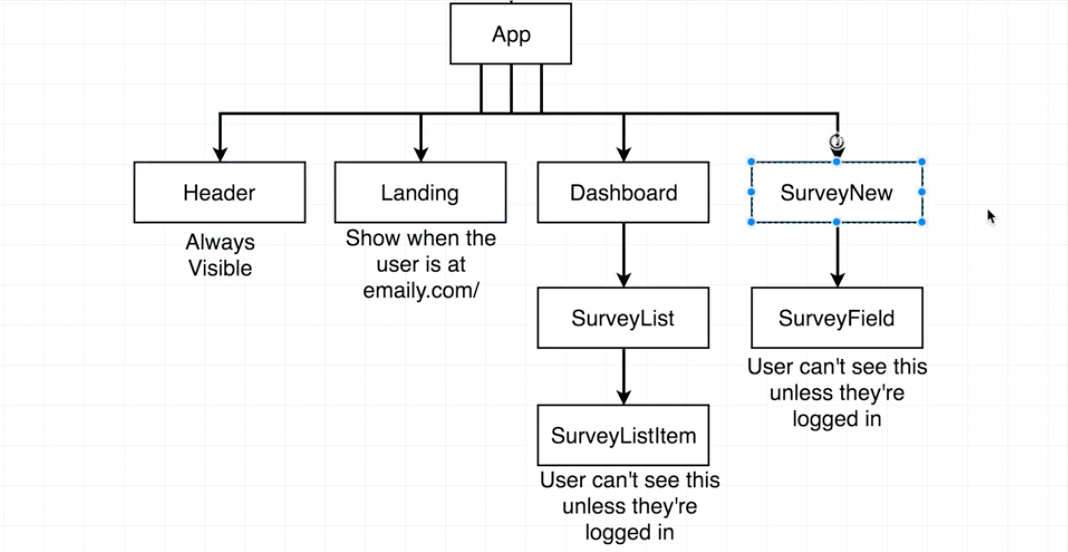 App
Header
Landing
Dashboard
SurveyNew
Always
Visible
Show when the
user is at
emaily.com/
SurveyList
SurveyField
User can't see this
unless they're
logged in
SurveyListItem
User can't see this
unless they're
logged in